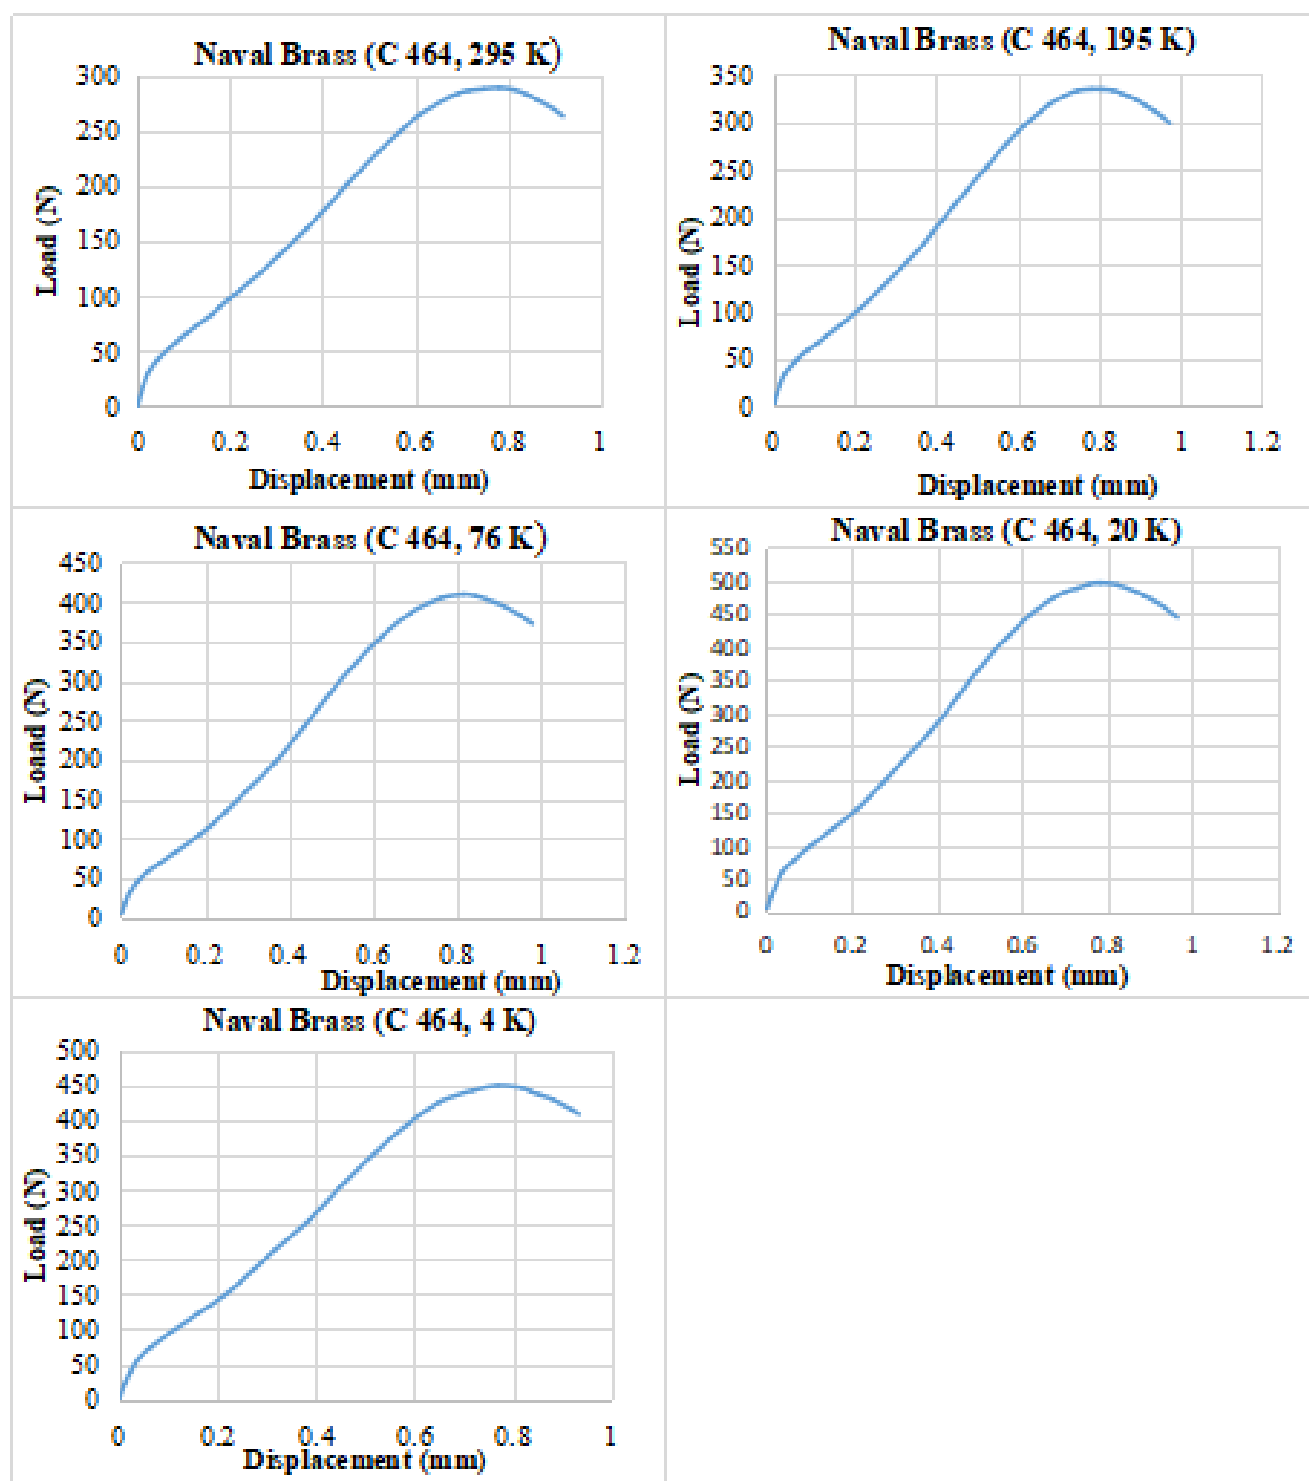 Naval Brass (C 464, 295 K)
300
250
200
150
100
50
0
Load (N)
0 0.2 0.4 0.6 0.8 1
Displacement (mm)
Naval Brass (C 464, 195 K)
350
300
250
200
150
100
50
0
Load (N)
0 0.2 0.4 0.6 0.8 1 1.2
Displacement (mm)
Naval Brass (C 464, 76 K)
450
400
350
300
250
200
150
100
50
0
Loand (N)
0 0.2 0.4 0.6 0.8 1 1.2
Displacement (mm)
Naval Brass (C 464, 20 K)
550
500
450
400
350
300
250
200
150
100
50
0
Load (N)
0 0.2 0.4 0.6 0.8 1 1.2
Displacement (mm)
Naval Brass (C 464, 4 K)
500
450
400
350
300
250
200
150
100
50
0
Load (N)
0 0.2 0.4 0.6 0.8 1
Displacement (mm)